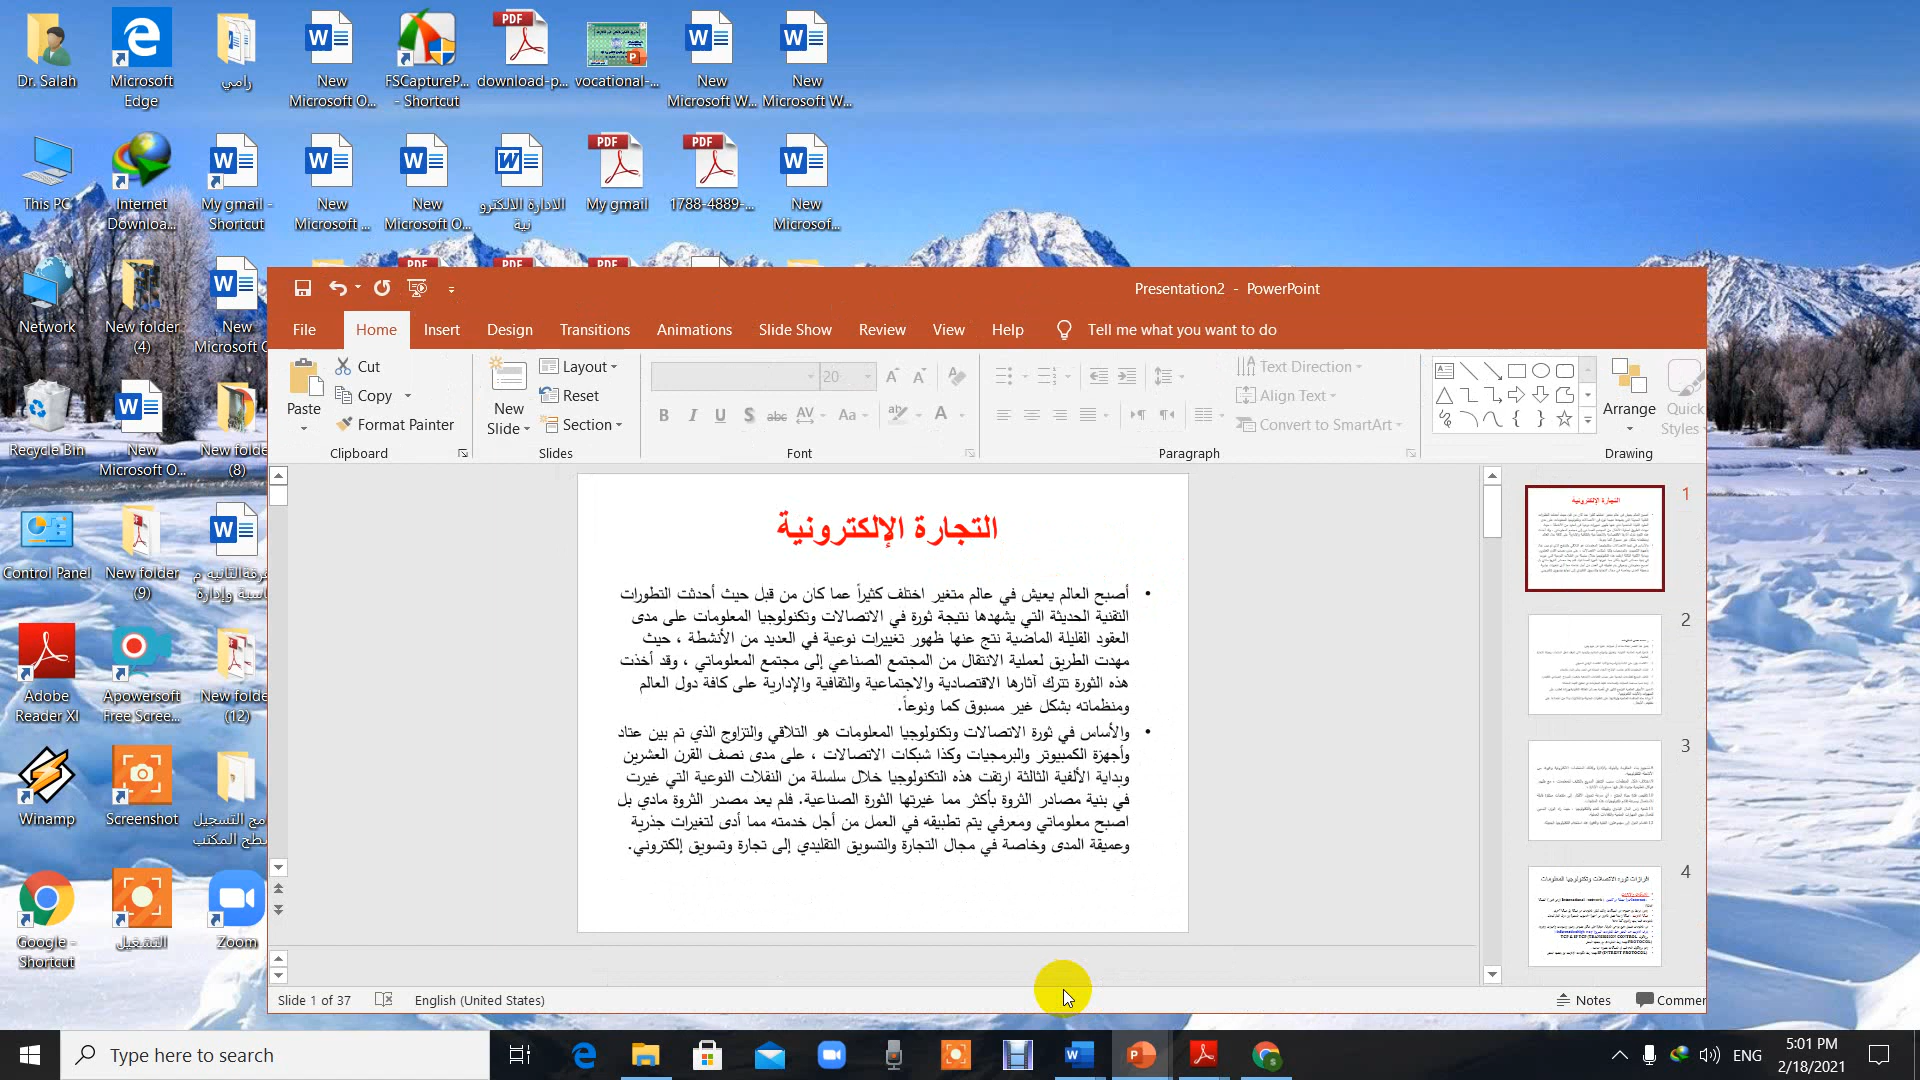 Dr. Salah
Microsoft
Edge
رامي
New
Microsoft O...
FSCaptureP...
- Shortcut
download-p...
vocational-...
New
Microsoft W...
New
Microsoft W...
This PC
Internet
Downloa...
My gmail -
Shortcut
New
Microsoft ...
New
Microsoft O...
الادارة الالكترو
نية
My gmail
1788-4889-...
New
Microsof...
Network
New folder
(4)
New
Microsoft O
Recycle Bin
New
Microsoft O...
New folde
(8)
Control Panel
New folder
(9)
Adobe
Reader XI
Apowersoft
Free Scree...
New folde
(12)
Winamp
Screenshot
Google -
Shortcut
التشغيل
Zoom
Presentation2 - PowerPoint
File
Home
Insert
Design
Transitions
Animations
Slide Show
Review
View
Help
Tell me what you want to do
Paste
Cut
Copy
Format Painter
Clipboard
New
Slide
Layout
Reset
Section
Slides
20
Font
Text Direction
Align Text
Convert to SmartArt
Paragraph
Arrange
Quick
Styles
Drawing
التجارة الإلكترونية
• أصبح العالم يعيش في عالم متغير اختلف كثيراً عما كان من قبل حيث أحدثت التطورات
التقنية الحديثة التي يشهدها نتيجة ثورة في الاتصالات وتكنولوجيا المعلومات على مدى
العقود القليلة الماضية نتج عنها ظهور تغييرات نوعية في العديد من الأنشطة ، حيث
مهدت الطريق لعملية الانتقال من المجتمع الصناعي إلى مجتمع المعلوماتي ، وقد أخذت
هذه الثورة تترك آثارها الاقتصادية والاجتماعية والثقافية والإدارية على كافة دول العالم
ومنظماته بشكل غير مسبوق كما ونوعاً.
• والأساس في ثورة الاتصالات وتكنولوجيا المعلومات هو التلاقي والتزاوج الذي تم بين عتاد
وأجهزة الكمبيوتر والبرمجيات وكذا شبكات الاتصالات ، على مدى نصف القرن العشرين
وبداية الألفية الثالثة ارتقت هذه التكنولوجيا خلال سلسلة من النقلات النوعية التي غيرت
في بنية مصادر الثروة بأكثر مما غيرتها الثورة الصناعية. فلم يعد مصدر الثروة مادي بل
اصبح معلوماتي ومعرفي يتم تطبيقه في العمل من أجل خدمته مما أدى لتغيرات جذرية
وعميقة المدى وخاصة في مجال التجارة والتسويق التقليدي إلى تجارة وتسويق إلكتروني.
1
التجارة الإلكترونية
2
3
4
Slide 1 of 37
English (United States)
Notes
Commer
Type here to search
ENG
5:01 PM
2/18/2021